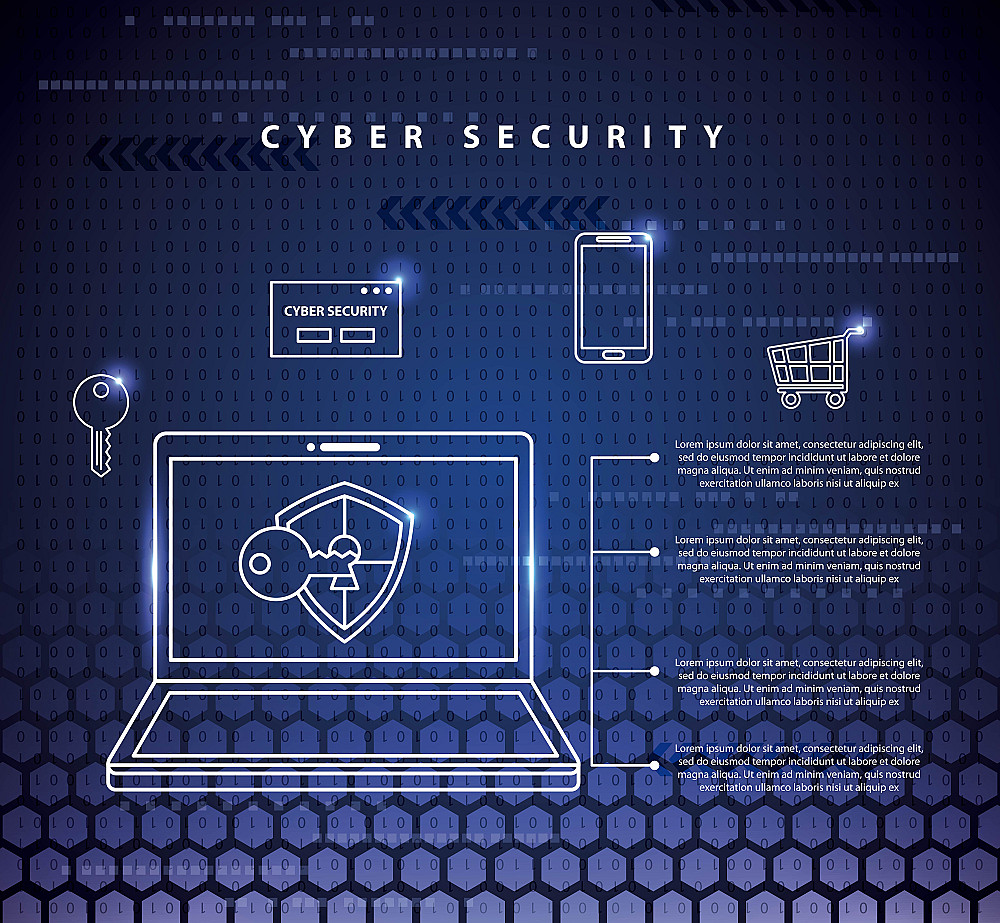 CYBER SECURITY
CYBER SECURITY
Lorem ipsum dolor sit amet, consectetur adipiscing elit,
sed do eiusmod tempor incididunt ut labore et dolore
magna aliqua. Ut enim ad minim veniam, quis nostrud
exercitation ullamco laboris nisi ut aliquip ex
Lorem ipsum dolor sit amet, consectetur adipiscing elit,
sed do eiusmod tempor incididunt ut labore et dolore
magna aliqua. Ut enim ad minim veniam, quis nostrud
exercitation ullamco laboris nisi ut aliquip ex
Lorem ipsum dolor sit amet, consectetur adipiscing elit,
sed do eiusmod tempor incididunt ut labore et dolore
magna aliqua. Ut enim ad minim veniam, quis nostrud
exercitation ullamco laboris nisi ut aliquip ex
Lorem ipsum dolor sit amet, consectetur adipiscing elit,
sed do eiusmod tempor incididunt ut labore et dolore
magna aliqua. Ut enim ad minim veniam, quis nostrud
exercitation ullamco laboris nisi ut aliquip ex